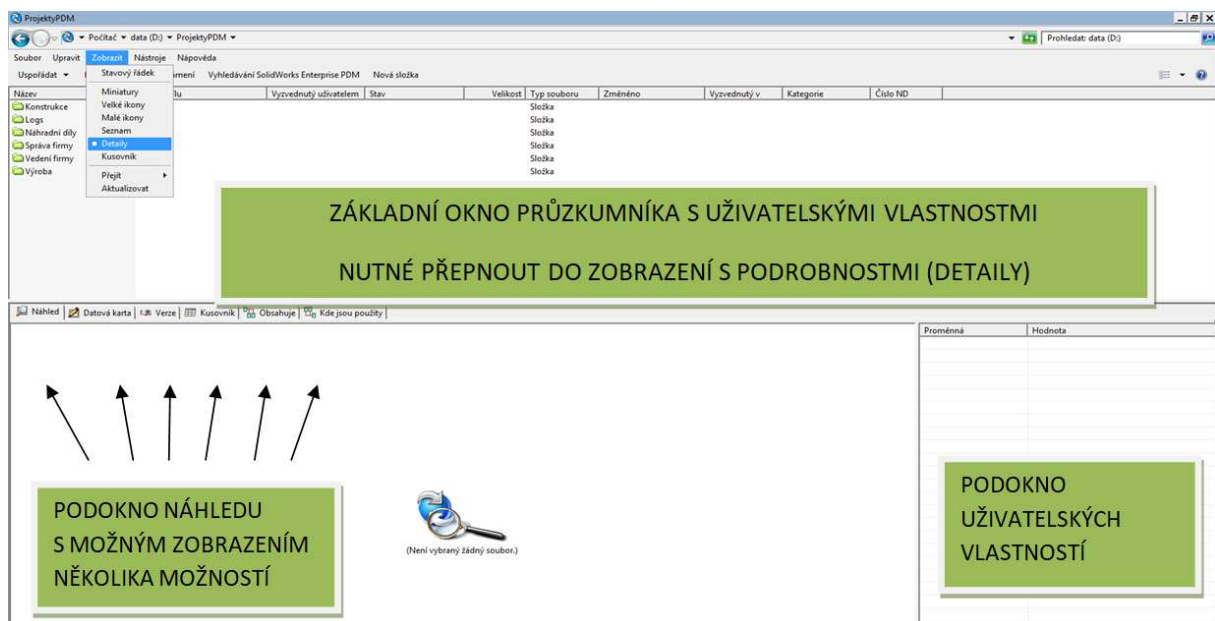 ProjektyPDM
Počítač ▾ data (D:) ▾ ProjektyPDM ▾
Prohledat: data (D:)
Soubor Upravit Zobrazit Nástroje Nápověda
Uspořádat Vyhledávání SolidWorks Enterprise PDM Nová složka
Stavový řádek
Miniatury
Velké ikony
Malé ikony
Seznam
Detaily
Kusovník
Přejít
Aktualizovat
Název Vyzvednutý uživatelem Stav Velikost Typ souboru Změněno Vyzvednutý v Kategorie Číslo ND
Konstrukce Složka
Logs Složka
Náhradní díly Složka
Správa firmy Složka
Vedení firmy Složka
Výroba Složka
ZÁKLADNÍ OKNO PRŮZKUMNÍKA S UŽIVATELSKÝMI VLASTNOSTMI
NUTNÉ PŘEPNOUT DO ZOBRAZENÍ S PODROBNOSTMI (DETAILY)
Náhled Datová karta Verze Kusovník Obsahuje Kde jsou použity
Proměnná Hodnota
PODOKNO NÁHLEDU
S MOŽNÝM ZOBRAZENÍM
NĚKOLIKA MOŽNOSTÍ
(Není vybraný žádný soubor.)
PODOKNO
UŽIVATELSKÝCH
VLASTNOSTÍ